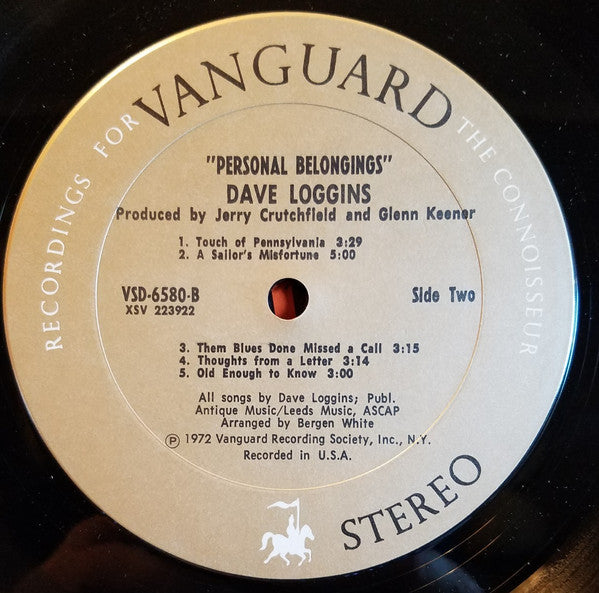 RECORDINGS FOR VANGUARD THE CONNOISSEUR
"PERSONAL BELONGINGS"
DAVE LOGGINS
Produced by Jerry Crutchfield and Glenn Keener
1. Touch of Pennsylvania 3:29
2. A Sailor's Misfortune 5:00
VSD-6580-B Side Two
XSV 223922
3. Them Blues Done Missed a Call 3:15
4. Thoughts from a Letter 3:14
5. Old Enough to Know 3:00
All songs by Dave Loggins; Publ.
Antique Music/Leeds Music, ASCAP
Arranged by Bergen White
Ⓟ 1972 Vanguard Recording Society, Inc., N.Y.
Recorded in U.S.A.
STEREO